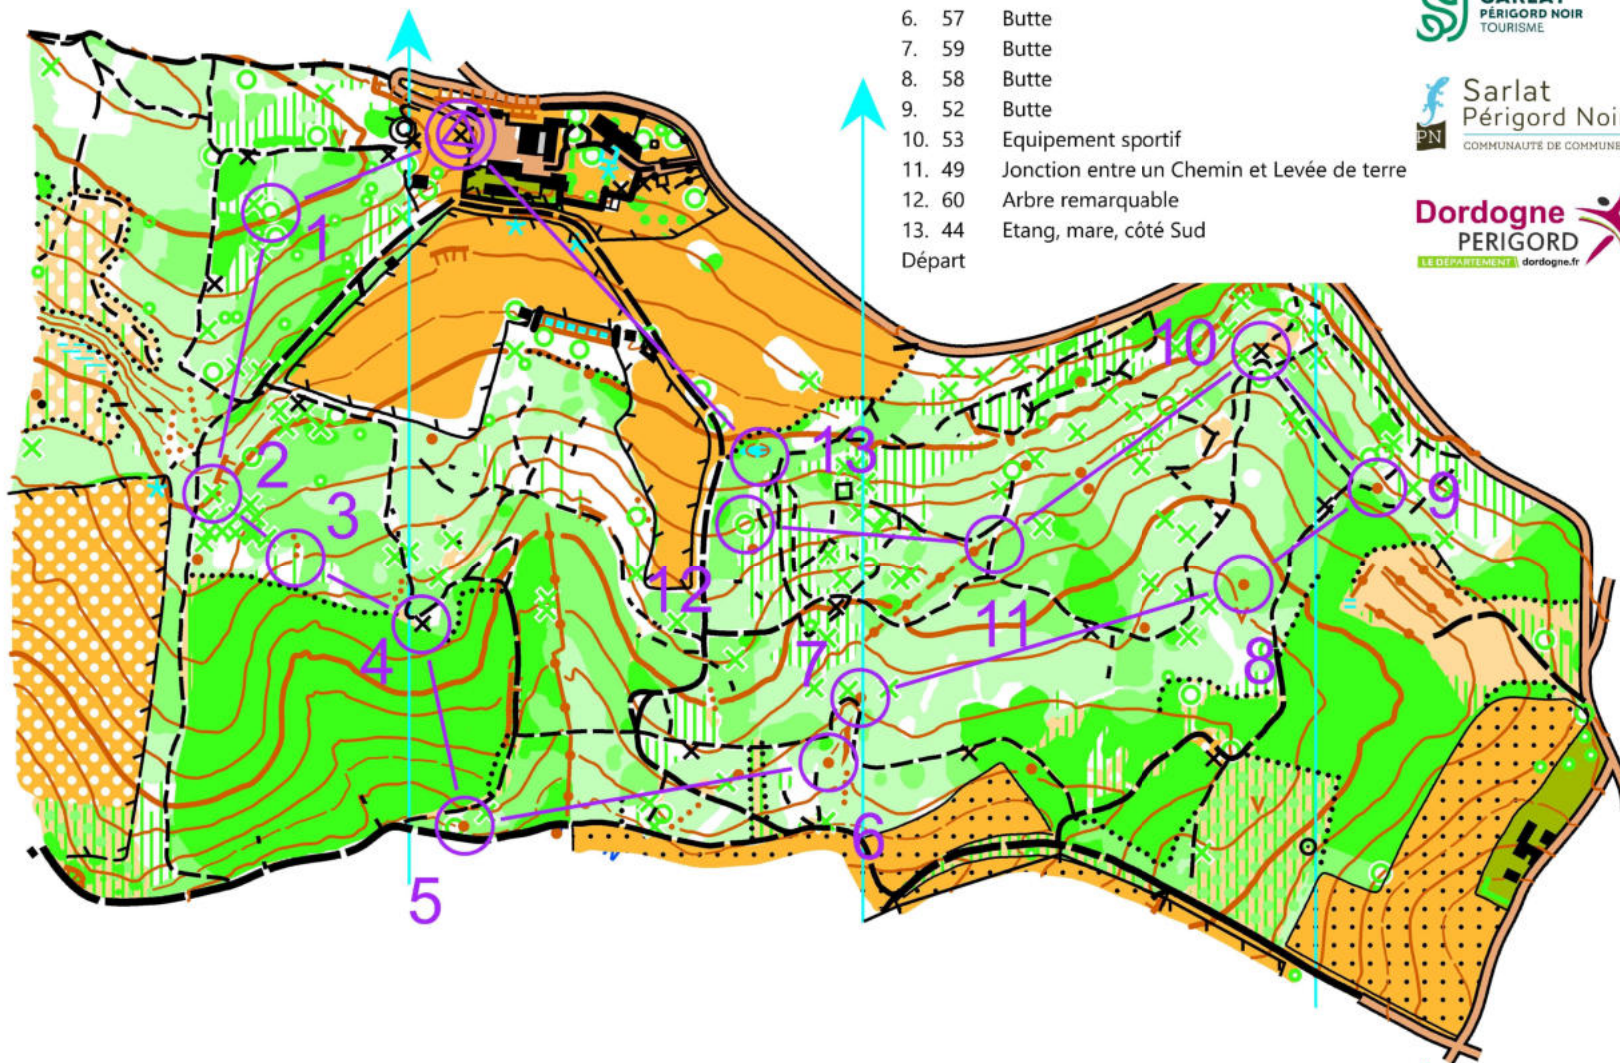 6. 57 Butte
7. 59 Butte
8. 58 Butte
9. 52 Butte
10. 53 Equipement sportif
11. 49 Jonction entre un Chemin et Levée de terre
12. 60 Arbre remarquable
13. 44 Etang, mare, côté Sud
Départ
SARLAT
PÉRIGORD NOIR
TOURISME
PN
Sarlat
Périgord Noi
COMMUNAUTÉ DE COMMUNE
Dordogne
PERIGORD
LE DÉPARTEMENT dordogne.fr
1
2
3
4
5
6
7
8
9
10
11
12
13